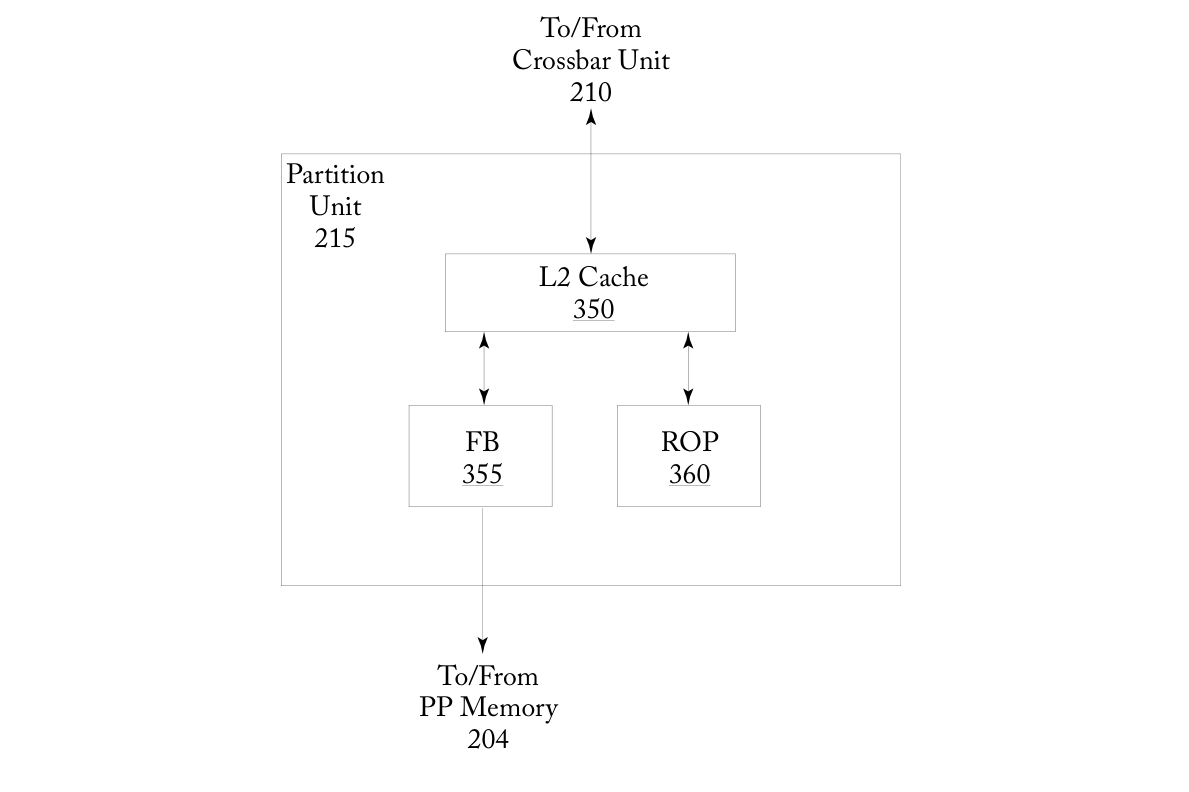 To/From
Crossbar Unit
210
Partition
Unit
215
L2 Cache
350
FB
355
ROP
360
To/From
PP Memory
204